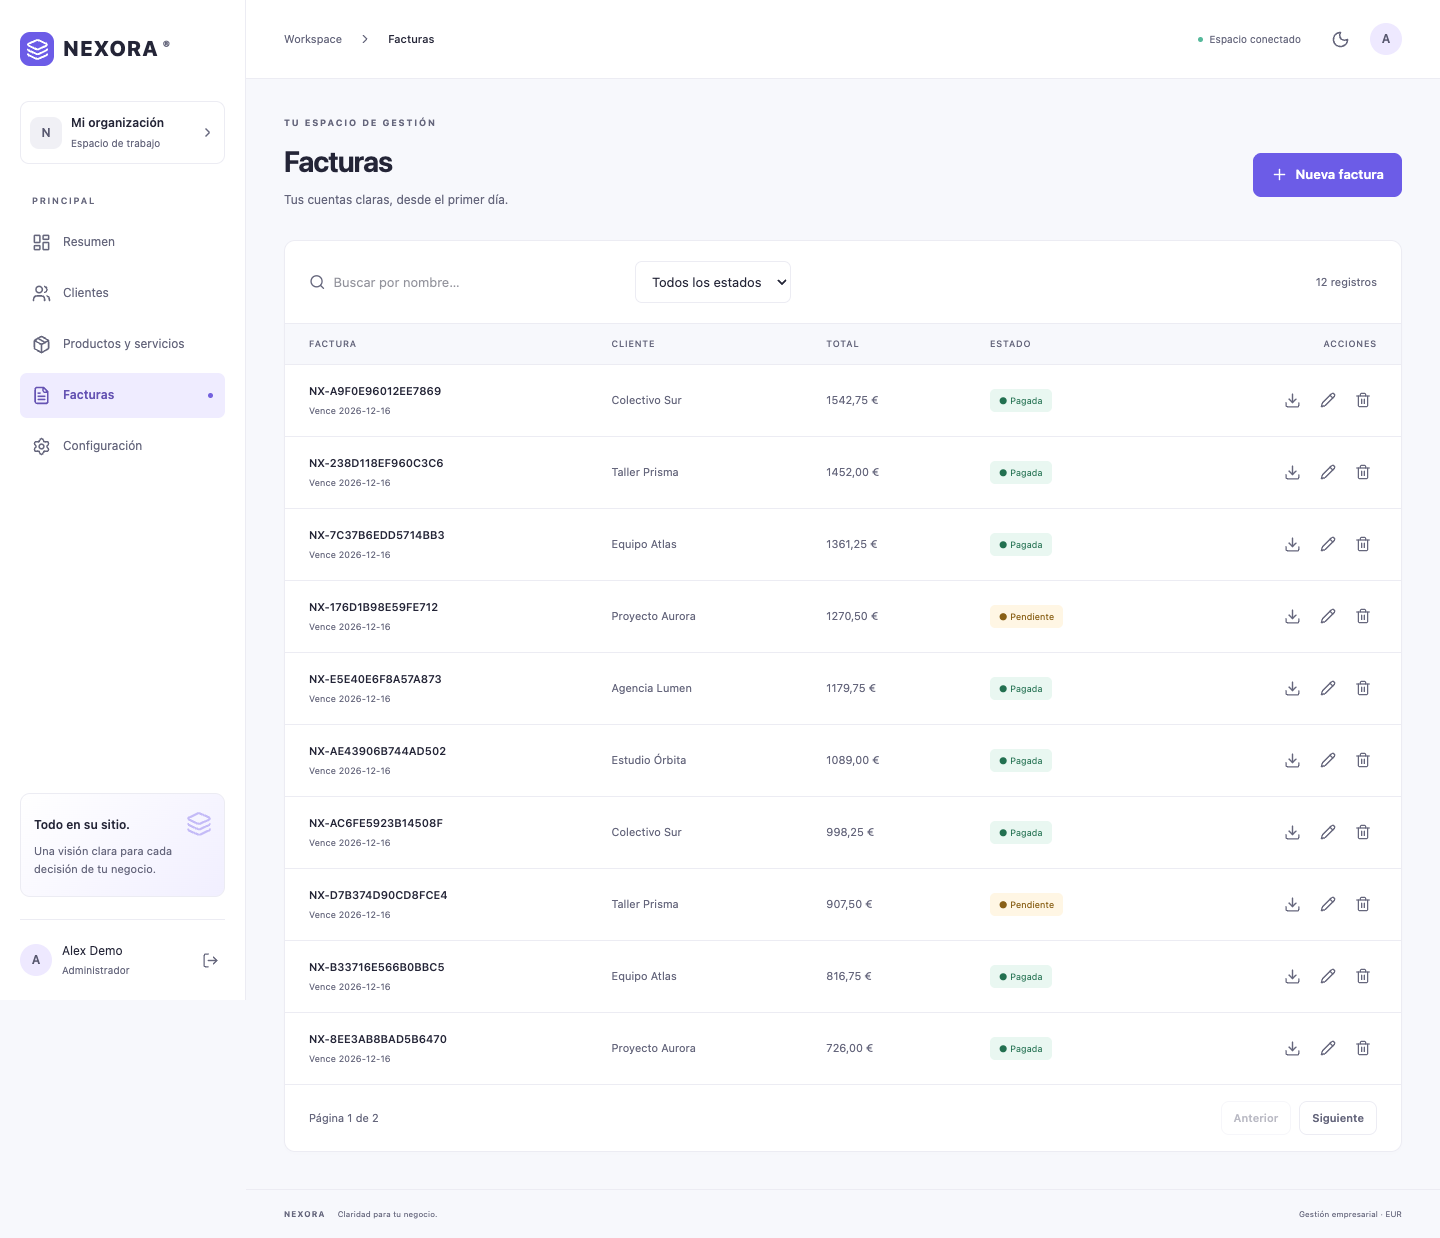 NEXORA ®
N
Mi organización
Espacio de trabajo
PRINCIPAL
Resumen
Clientes
Productos y servicios
Facturas
Configuración
Todo en su sitio.
Una visión clara para cada
decisión de tu negocio.
A
Alex Demo
Administrador
Workspace
Facturas
Espacio conectado
A
TU ESPACIO DE GESTIÓN
Facturas
Tus cuentas claras, desde el primer día.
Nueva factura
Buscar por nombre...
Todos los estados
12 registros
FACTURA CLIENTE TOTAL ESTADO ACCIONES
NX-A9F0E96012EE7869
Vence 2026-12-16
Colectivo Sur
1542,75 €
Pagada
NX-238D118EF960C3C6
Vence 2026-12-16
Taller Prisma
1452,00 €
Pagada
NX-7C37B6EDD5714BB3
Vence 2026-12-16
Equipo Atlas
1361,25 €
Pagada
NX-176D1B98E59FE712
Vence 2026-12-16
Proyecto Aurora
1270,50 €
Pendiente
NX-E5E40E6F8A57A873
Vence 2026-12-16
Agencia Lumen
1179,75 €
Pagada
NX-AE43906B744AD502
Vence 2026-12-16
Estudio Órbita
1089,00 €
Pagada
NX-AC6FE5923B14508F
Vence 2026-12-16
Colectivo Sur
998,25 €
Pagada
NX-D7B374D90CD8FCE4
Vence 2026-12-16
Taller Prisma
907,50 €
Pendiente
NX-B33716E566B0BBC5
Vence 2026-12-16
Equipo Atlas
816,75 €
Pagada
NX-8EE3AB8BAD5B6470
Vence 2026-12-16
Proyecto Aurora
726,00 €
Pagada
Página 1 de 2
Anterior
Siguiente
NEXORA Claridad para tu negocio.
Gestión empresarial · EUR